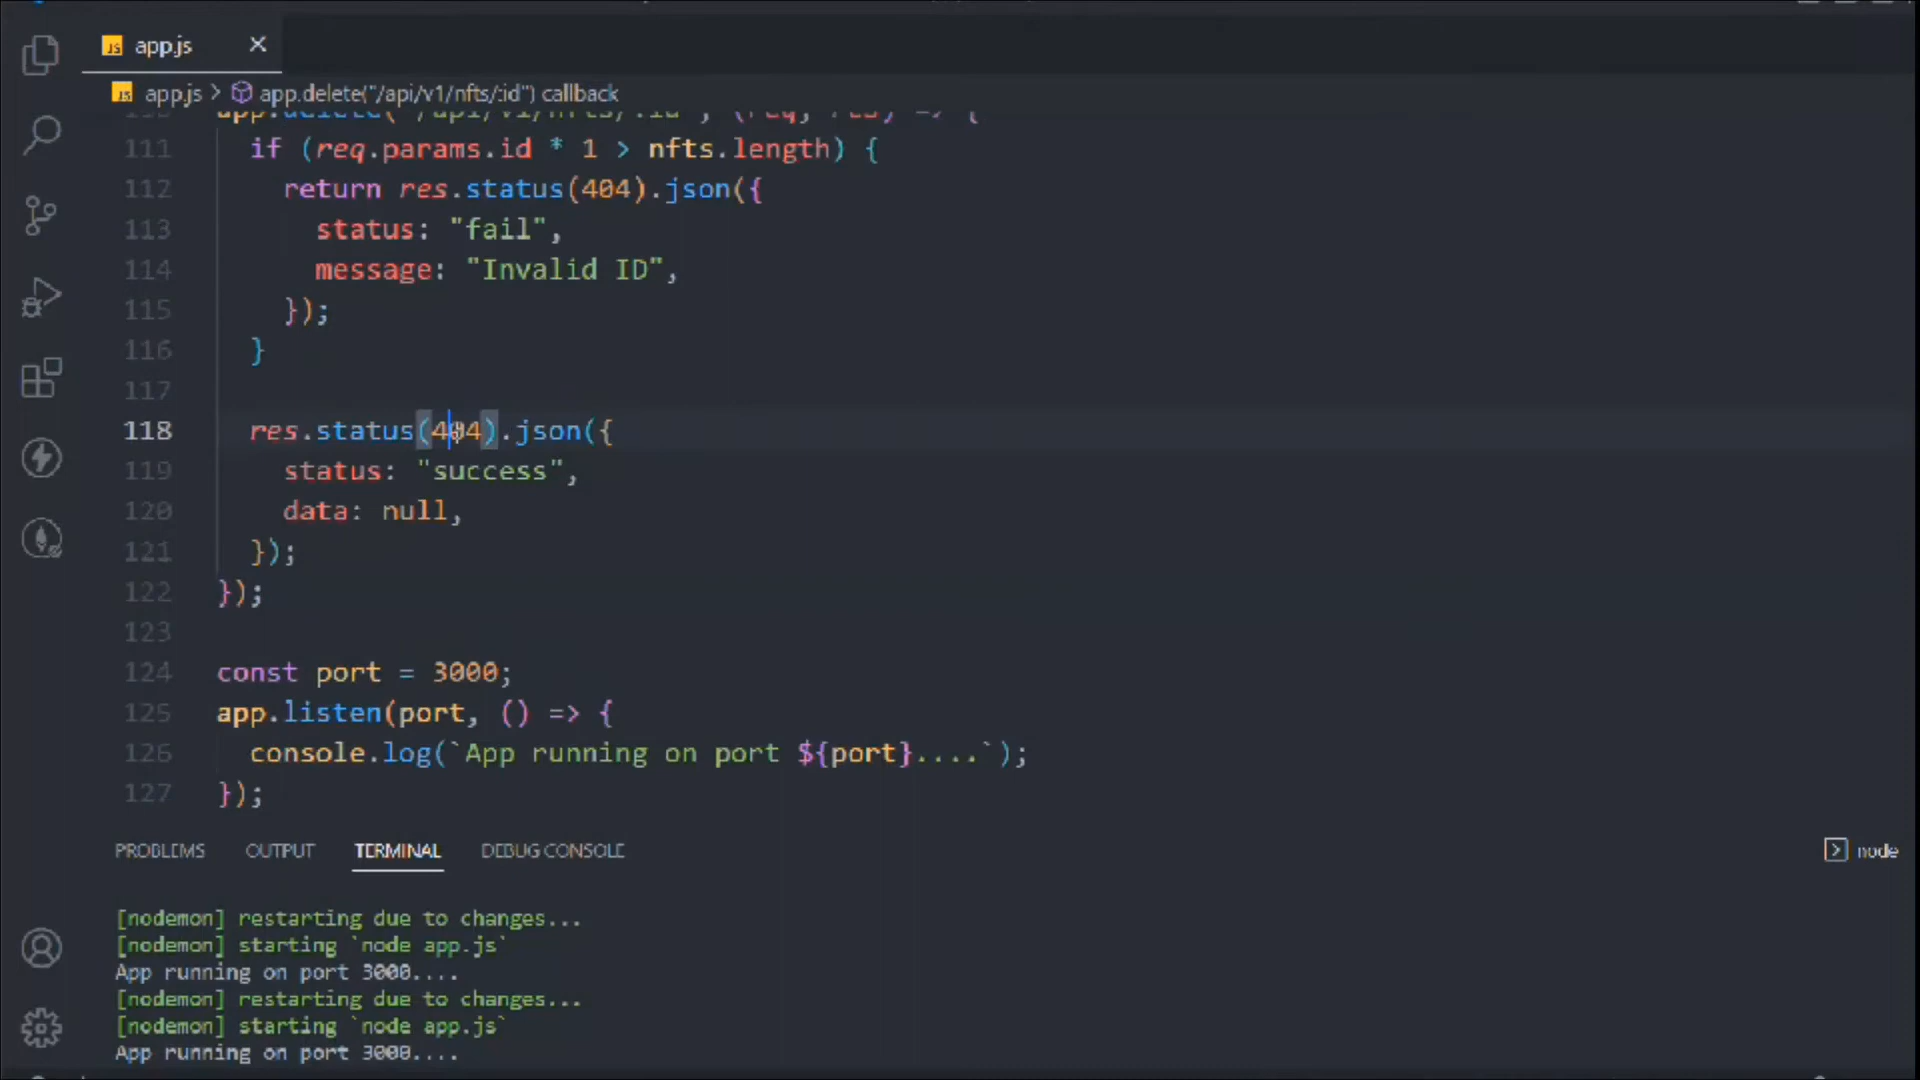 app.js
app.js > app.delete("/api/v1/nfts/:id") callback
111 if (req.params.id * 1 > nfts.length) {
112 return res.status(404).json({
113 status: "fail",
114 message: "Invalid ID",
115 });
116 }
117
118 res.status(404).json({
119 status: "success",
120 data: null,
121 });
122 });
123
124 const port = 3000;
125 app.listen(port, () => {
126 console.log(`App running on port ${port}....`);
127 });
PROBLEMS OUTPUT TERMINAL DEBUG CONSOLE
node
[nodemon] restarting due to changes...
[nodemon] starting `node app.js`
App running on port 3000....
[nodemon] restarting due to changes...
[nodemon] starting `node app.js`
App running on port 3000....